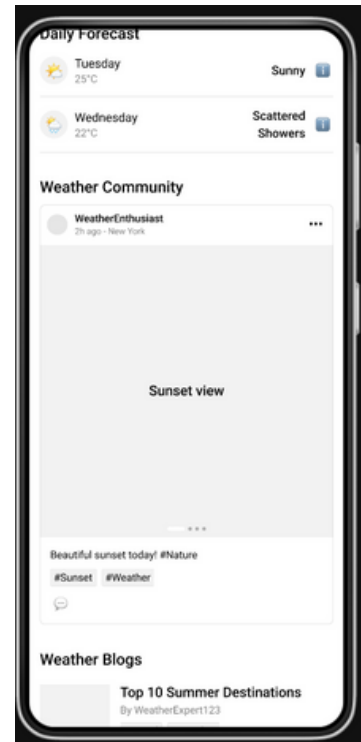 Daily Forecast
Tuesday
25°C
Sunny
Wednesday
22°C
Scattered
Showers
Weather Community
WeatherEnthusiast
2h ago - New York
Sunset view
Beautiful sunset today! #Nature
#Sunset #Weather
Weather Blogs
Top 10 Summer Destinations
By WeatherExpert123